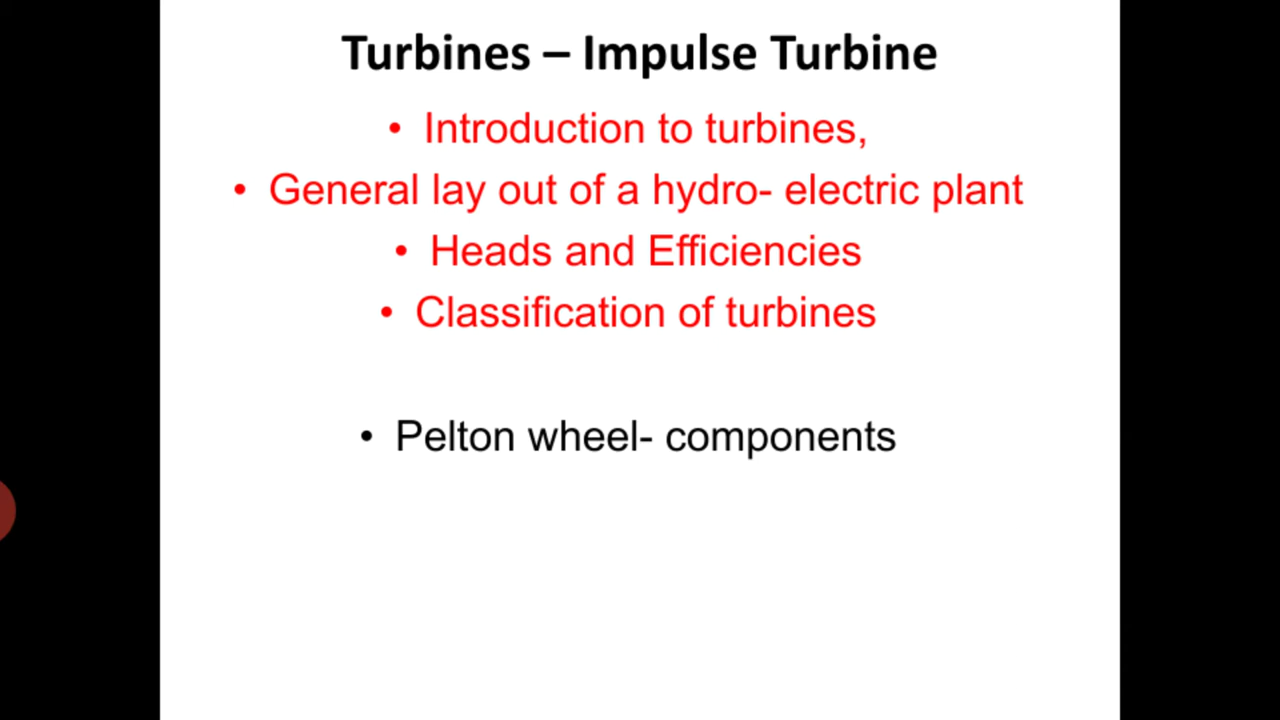 Turbines – Impulse Turbine
• Introduction to turbines,
• General lay out of a hydro- electric plant
• Heads and Efficiencies
• Classification of turbines
• Pelton wheel- components